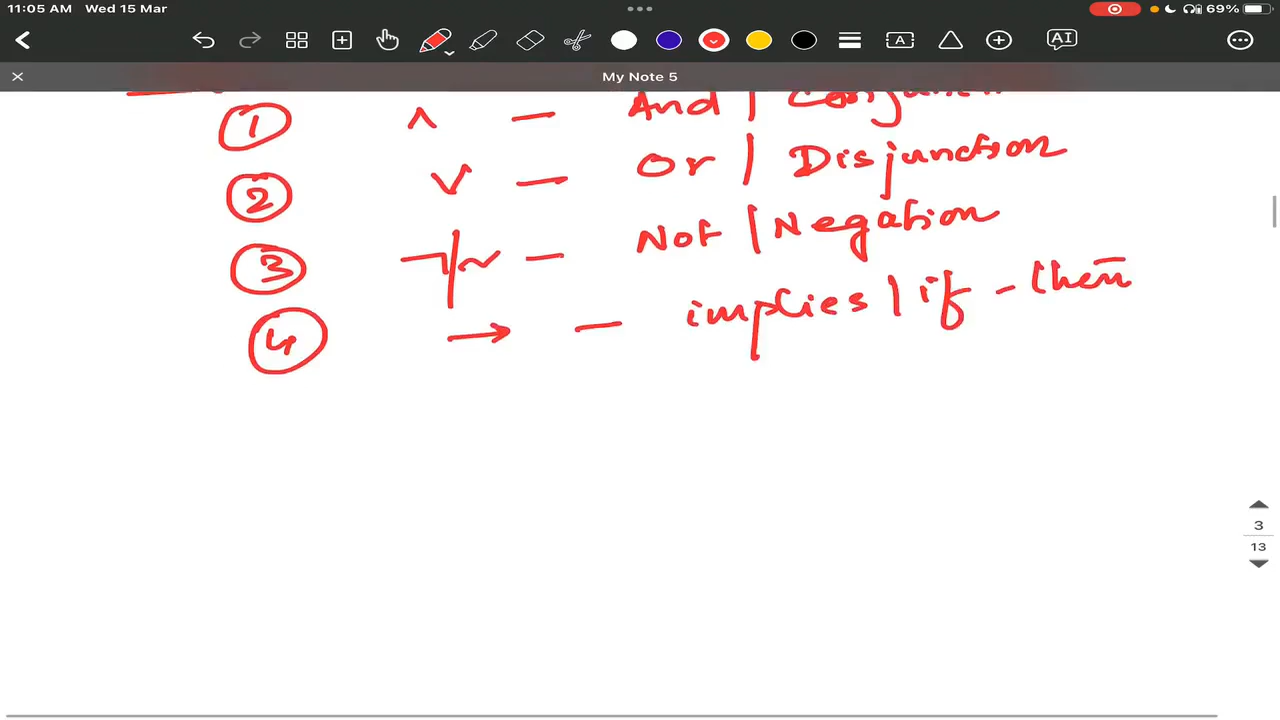 11:05 AM Wed 15 Mar
69%
A
AI
My Note 5
1 ∧ — And |
2 ∨ — Or | Disjunction
3 ¬ | ~ — Not | Negation
4 → — implies | if - then
3
13